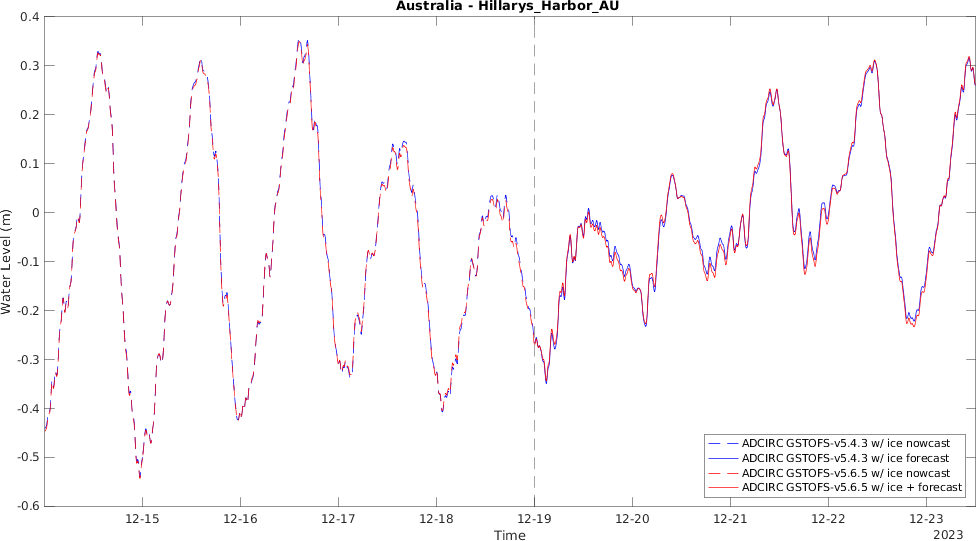 Australia - Hillarys_Harbor_AU
Water Level (m)
0.4
0.3
0.2
0.1
0
-0.1
-0.2
-0.3
-0.4
-0.5
-0.6
ADCIRC GSTOFS-v5.4.3 w/ ice nowcast
ADCIRC GSTOFS-v5.4.3 w/ ice forecast
ADCIRC GSTOFS-v5.6.5 w/ ice nowcast
ADCIRC GSTOFS-v5.6.5 w/ ice + forecast
12-15 12-16 12-17 12-18 12-19 12-20 12-21 12-22 12-23
Time
2023